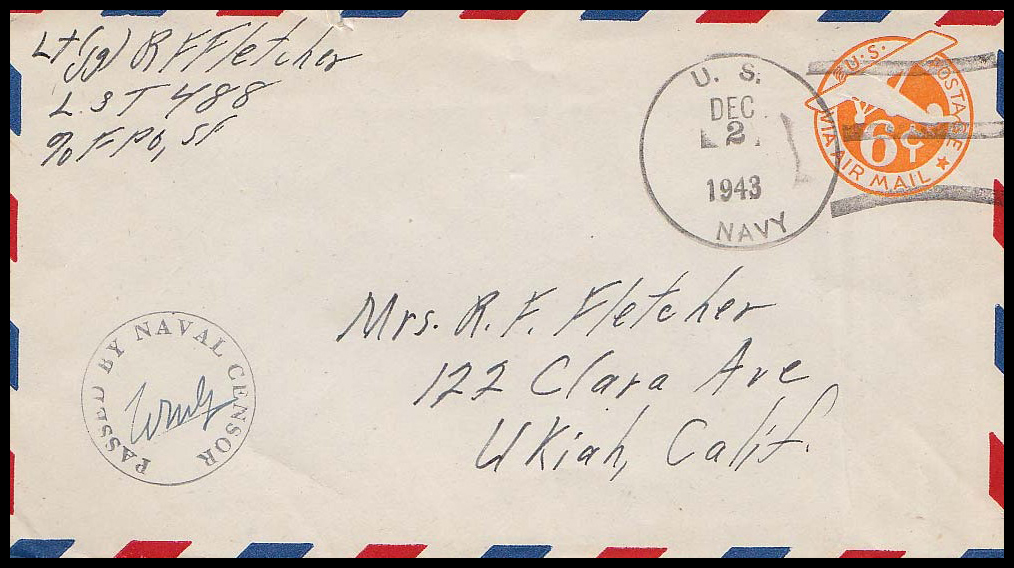 Lt (jg) R F Fletcher
LST 488
% F P O, SF
U. S.
DEC
2
1943
NAVY
U.S. POSTAGE
6¢
VIA AIR MAIL
Mrs. R. F. Fletcher
122 Clara Ave
Ukiah, Calif.
PASSED BY NAVAL CENSOR